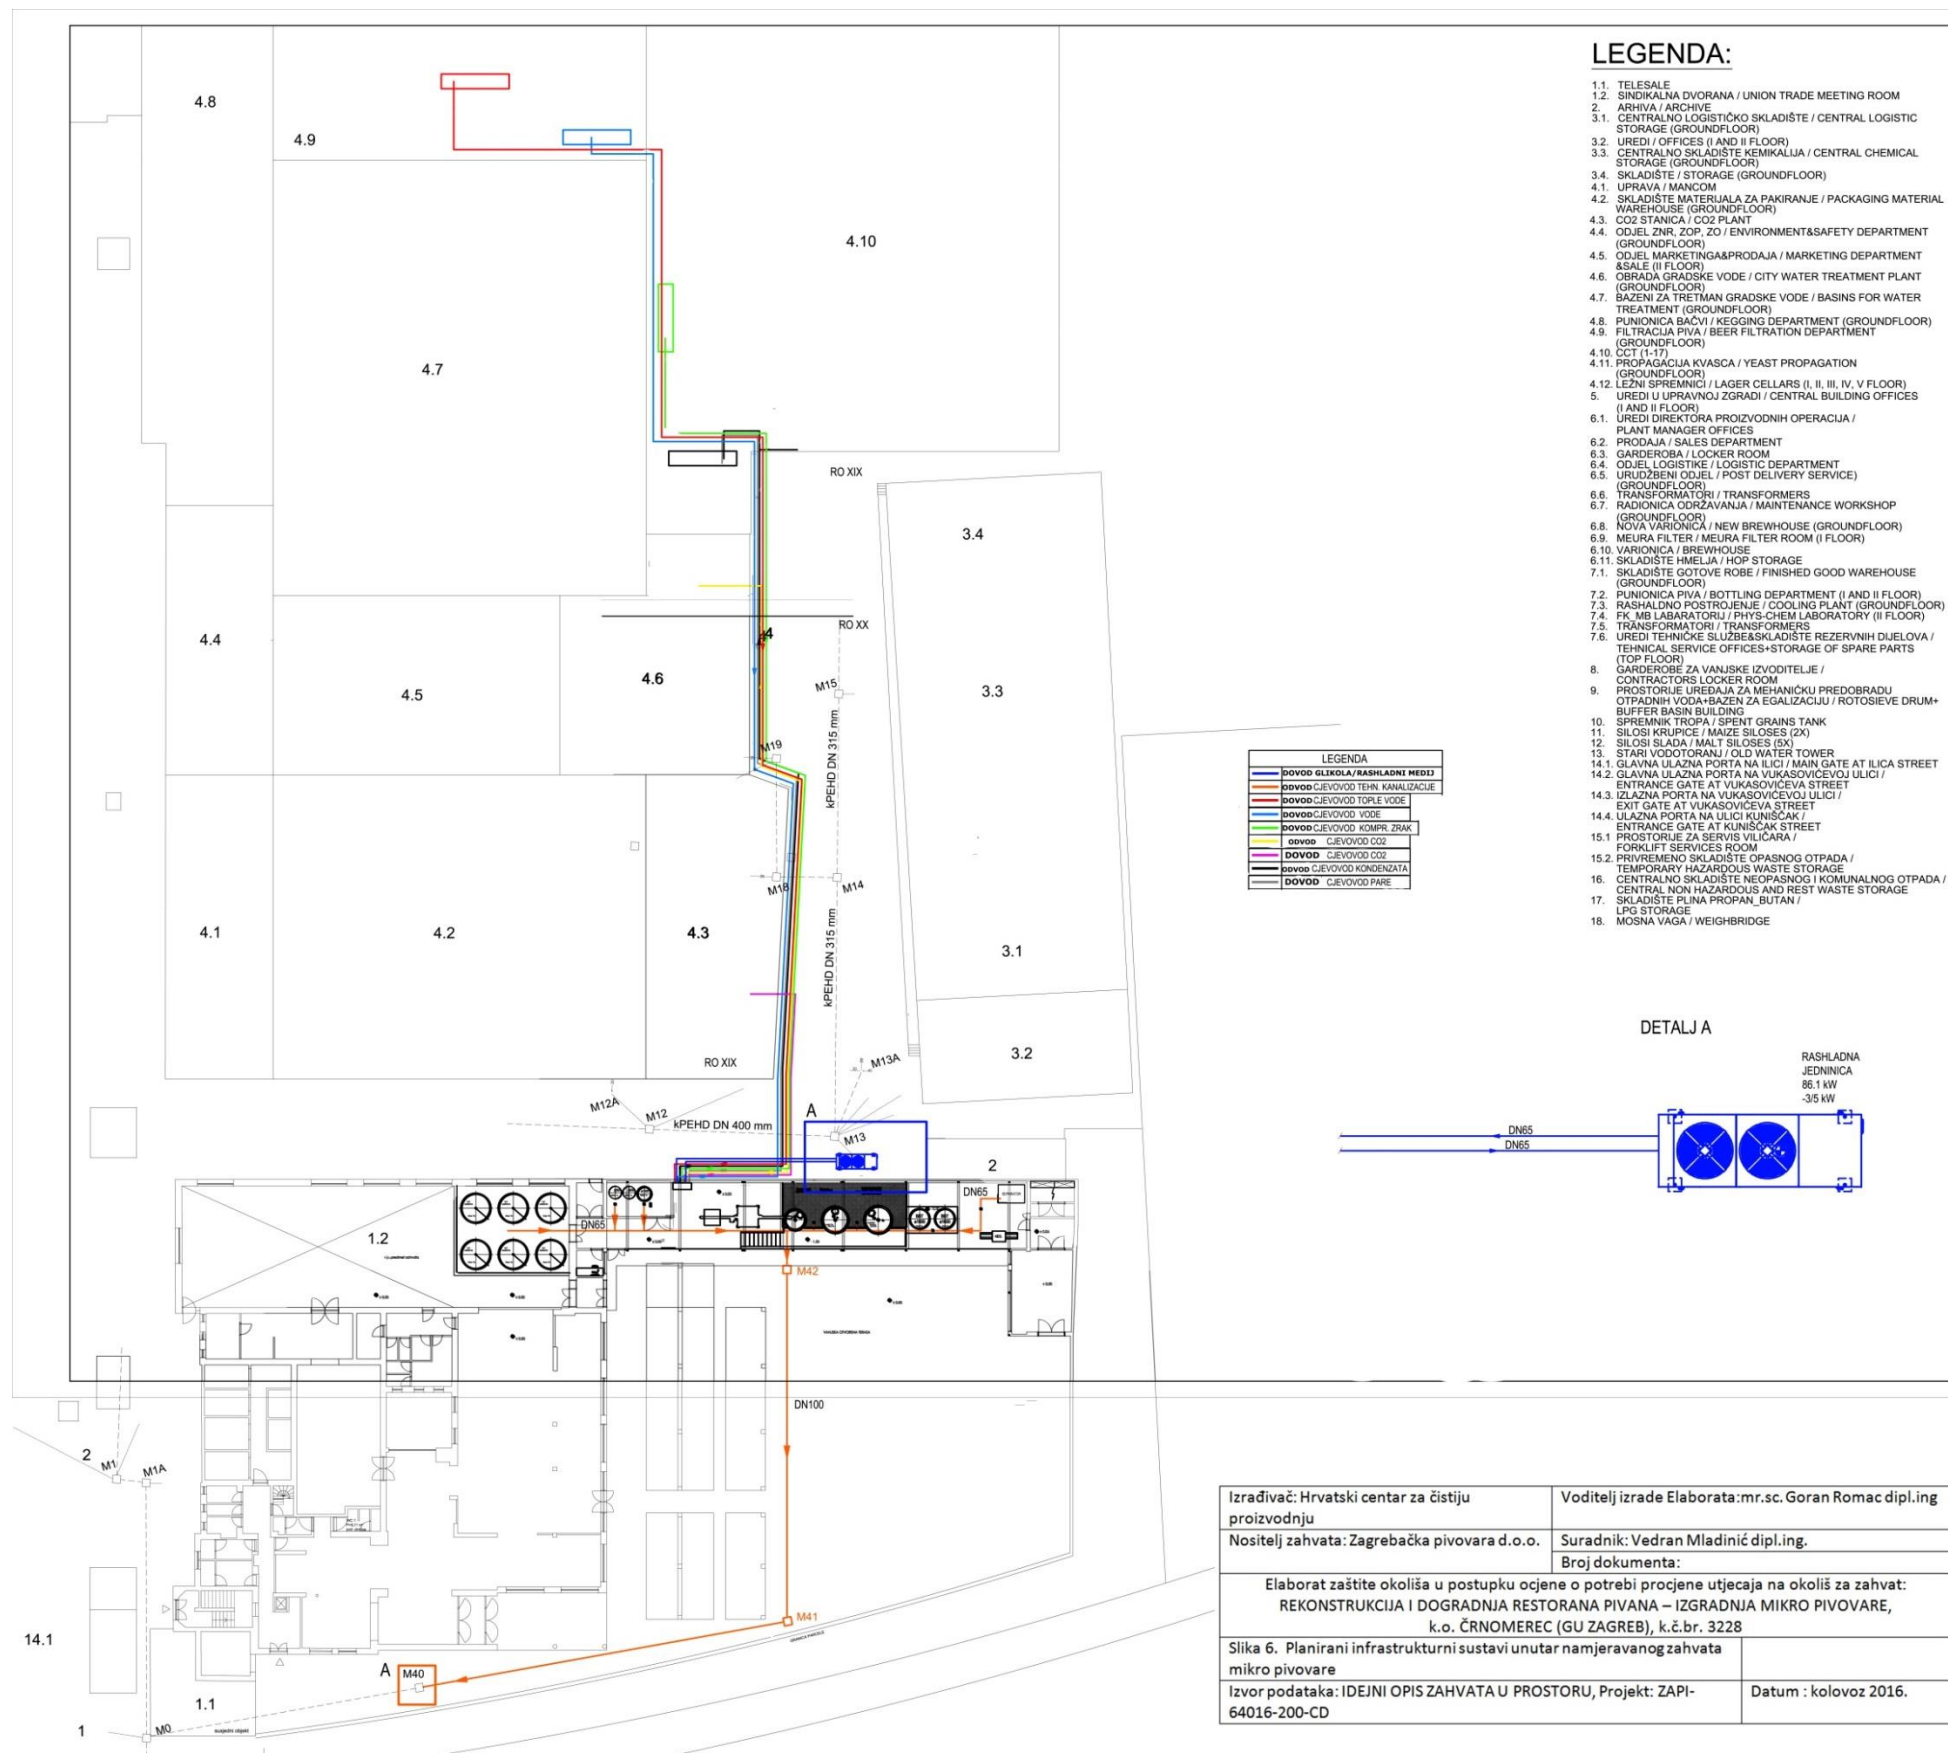 LEGENDA:
1.1. TELESALE
1.2. SINDIKALNA DVORANA / UNION TRADE MEETING ROOM
2. ARHIVA / ARCHIVE
3.1. CENTRALNO LOGISTIČKO SKLADIŠTE / CENTRAL LOGISTIC
STORAGE (GROUNDFLOOR)
3.2. UREDI / OFFICES (I AND II FLOOR)
3.3. CENTRALNO SKLADIŠTE KEMIKALIJA / CENTRAL CHEMICAL
STORAGE (GROUNDFLOOR)
3.4. SKLADIŠTE / STORAGE (GROUNDFLOOR)
4.1. UPRAVA / MANCOM
4.2. SKLADIŠTE MATERIJALA ZA PAKIRANJE / PACKAGING MATERIAL
WAREHOUSE (GROUNDFLOOR)
4.3. CO2 STANICA / CO2 PLANT
4.4. ODJEL ZNR, ZOP, ZO / ENVIRONMENT&SAFETY DEPARTMENT
(GROUNDFLOOR)
4.5. ODJEL MARKETINGA&PRODAJA / MARKETING DEPARTMENT
&SALE (II FLOOR)
4.6. OBRADA GRADSKE VODE / CITY WATER TREATMENT PLANT
(GROUNDFLOOR)
4.7. BAZENI ZA TRETMAN GRADSKE VODE / BASINS FOR WATER
TREATMENT (GROUNDFLOOR)
4.8. PUNIONICA BAČVI / KEGGING DEPARTMENT (GROUNDFLOOR)
4.9. FILTRACIJA PIVA / BEER FILTRATION DEPARTMENT
(GROUNDFLOOR)
4.10. CCT (1-17)
4.11. PROPAGACIJA KVASCA / YEAST PROPAGATION
(GROUNDFLOOR)
4.12. LEŽNI SPREMNICI / LAGER CELLARS (I, II, III, IV, V FLOOR)
5. UREDI U UPRAVNOJ ZGRADI / CENTRAL BUILDING OFFICES
(I AND II FLOOR)
6.1. UREDI DIREKTORA PROIZVODNIH OPERACIJA /
PLANT MANAGER OFFICES
6.2. PRODAJA / SALES DEPARTMENT
6.3. GARDEROBA / LOCKER ROOM
6.4. ODJEL LOGISTIKE / LOGISTIC DEPARTMENT
6.5. URUDŽBENI ODJEL / POST DELIVERY SERVICE)
(GROUNDFLOOR)
6.6. TRANSFORMATORI / TRANSFORMERS
6.7. RADIONICA ODRŽAVANJA / MAINTENANCE WORKSHOP
(GROUNDFLOOR)
6.8. NOVA VARIONICA / NEW BREWHOUSE (GROUNDFLOOR)
6.9. MEURA FILTER / MEURA FILTER ROOM (I FLOOR)
6.10. VARIONICA / BREWHOUSE
6.11. SKLADIŠTE HMELJA / HOP STORAGE
7.1. SKLADIŠTE GOTOVE ROBE / FINISHED GOOD WAREHOUSE
(GROUNDFLOOR)
7.2. PUNIONICA PIVA / BOTTLING DEPARTMENT (I AND II FLOOR)
7.3. RASHALDNO POSTROJENJE / COOLING PLANT (GROUNDFLOOR)
7.4. FK_MB LABARATORIJ / PHYS-CHEM LABORATORY (II FLOOR)
7.5. TRANSFORMATORI / TRANSFORMERS
7.6. UREDI TEHNIČKE SLUŽBE&SKLADIŠTE REZERVNIH DIJELOVA /
TEHNICAL SERVICE OFFICES+STORAGE OF SPARE PARTS
(TOP FLOOR)
8. GARDEROBE ZA VANJSKE IZVODITELJE /
CONTRACTORS LOCKER ROOM
9. PROSTORIJE UREĐAJA ZA MEHANIČKU PREDOBRADU
OTPADNIH VODA+BAZEN ZA EGALIZACIJU / ROTOSIEVE DRUM+
BUFFER BASIN BUILDING
10. SPREMNIK TROPA / SPENT GRAINS TANK
11. SILOSI KRUPICE / MAIZE SILOSES (2X)
12. SILOSI SLADA / MALT SILOSES (5X)
13. STARI VODOTORANJ / OLD WATER TOWER
14.1. GLAVNA ULAZNA PORTA NA ILICI / MAIN GATE AT ILICA STREET
14.2. GLAVNA ULAZNA PORTA NA VUKASOVIĆEVOJ ULICI /
ENTRANCE GATE AT VUKASOVIĆEVA STREET
14.3. IZLAZNA PORTA NA VUKASOVIĆEVOJ ULICI /
EXIT GATE AT VUKASOVIĆEVA STREET
14.4. ULAZNA PORTA NA ULICI KUNIŠČAK /
ENTRANCE GATE AT KUNIŠČAK STREET
15.1 PROSTORIJE ZA SERVIS VILIČARA /
FORKLIFT SERVICES ROOM
15.2. PRIVREMENO SKLADIŠTE OPASNOG OTPADA /
TEMPORARY HAZARDOUS WASTE STORAGE
16. CENTRALNO SKLADIŠTE NEOPASNOG I KOMUNALNOG OTPADA /
CENTRAL NON HAZARDOUS AND REST WASTE STORAGE
17. SKLADIŠTE PLINA PROPAN_BUTAN /
LPG STORAGE
18. MOSNA VAGA / WEIGHBRIDGE
4.8
4.9
4.10
4.7
RO XIX
3.4
4.4
4.5
4.6
4
RO XX
M15
3.3
M19
kPEHD DN 315 mm
M18
M14
4.1
4.2
4.3
kPEHD DN 315 mm
3.1
RO XIX
M13A
3.2
M12A
M12
kPEHD DN 400 mm
A
M13
2
LEGENDA
DOVOD GLIKOLA/RASHLADNI MEDIJ
ODVOD CJEVOVOD TEHN. KANALIZACIJE
DOVOD CJEVOVOD TOPLE VODE
DOVOD CJEVOVOD VODE
DOVOD CJEVOVOD KOMPR. ZRAK
ODVOD CJEVOVOD CO2
DOVOD CJEVOVOD CO2
ODVOD CJEVOVOD KONDENZATA
DOVOD CJEVOVOD PARE
DETALJ A
RASHLADNA
JEDNINICA
86.1 kW
-3/5 kW
DN65
DN65
DN65
DN65
1.2
M42
VANJSKA OTVORENA TERASA
DN100
2
M1
M1A
M41
GRANICA PARCELE
14.1
A
M40
1.1
susjedni objekt
1
M0
Izrađivač: Hrvatski centar za čistiju
proizvodnju
Voditelj izrade Elaborata:mr.sc. Goran Romac dipl.ing
Nositelj zahvata: Zagrebačka pivovara d.o.o.
Suradnik: Vedran Mladinić dipl.ing.
Broj dokumenta:
Elaborat zaštite okoliša u postupku ocjene o potrebi procjene utjecaja na okoliš za zahvat:
REKONSTRUKCIJA I DOGRADNJA RESTORANA PIVANA – IZGRADNJA MIKRO PIVOVARE,
k.o. ČRNOMEREC (GU ZAGREB), k.č.br. 3228
Slika 6. Planirani infrastrukturni sustavi unutar namjeravanog zahvata
mikro pivovare
Izvor podataka: IDEJNI OPIS ZAHVATA U PROSTORU, Projekt: ZAPI-
64016-200-CD
Datum : kolovoz 2016.